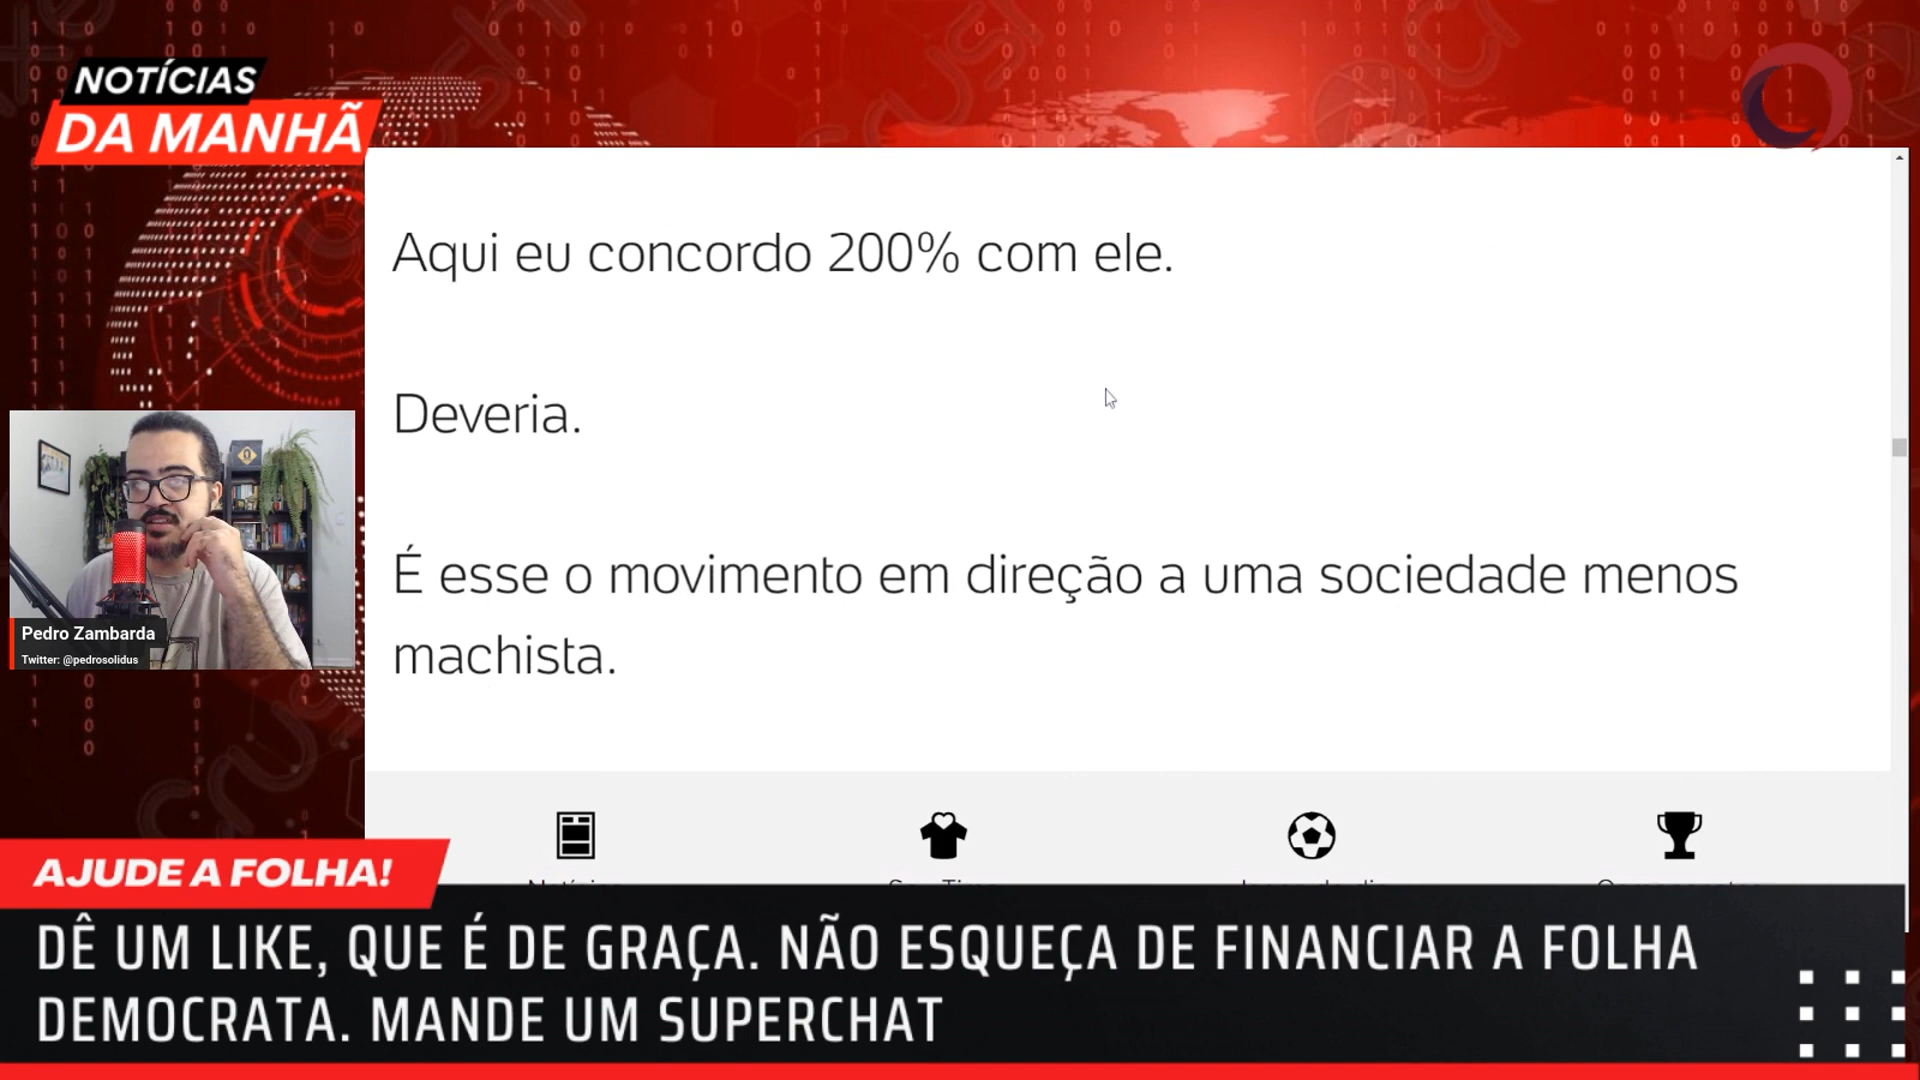 NOTÍCIAS
DA MANHÃ
Aqui eu concordo 200% com ele.
Deveria.
É esse o movimento em direção a uma sociedade menos
machista.
Pedro Zambarda
Twitter: @pedrosolidus
AJUDE A FOLHA!
DÊ UM LIKE, QUE É DE GRAÇA. NÃO ESQUEÇA DE FINANCIAR A FOLHA
DEMOCRATA. MANDE UM SUPERCHAT